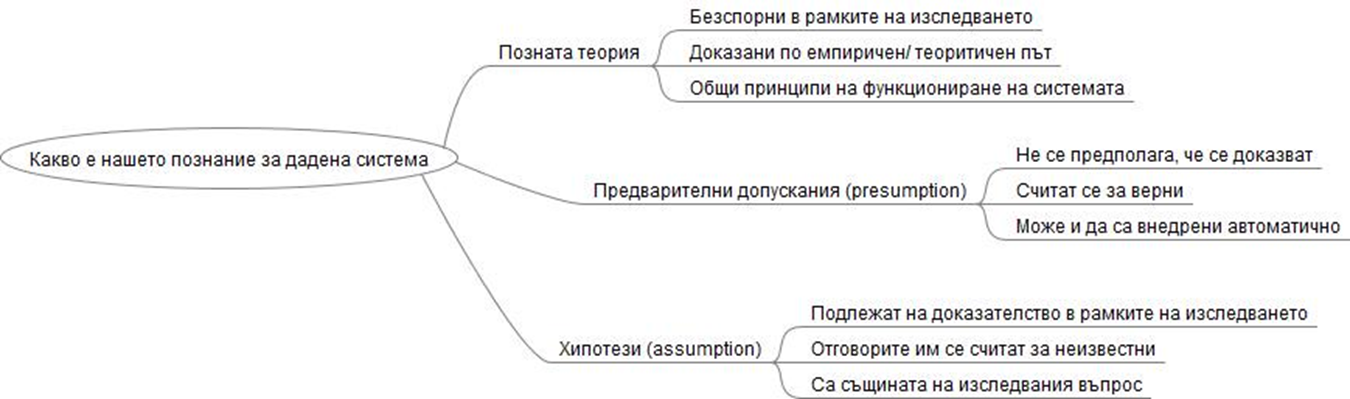 Какво е нашето познание за дадена система
Позната теория
Безспорни в рамките на изследването
Доказани по емпиричен/ теоритичен път
Общи принципи на функциониране на системата
Предварителни допускания (presumption)
Не се предполага, че се доказват
Считат се за верни
Може и да са внедрени автоматично
Хипотези (assumption)
Подлежат на доказателство в рамките на изследването
Отговорите им се считат за неизвестни
Са същината на изследвания въпрос